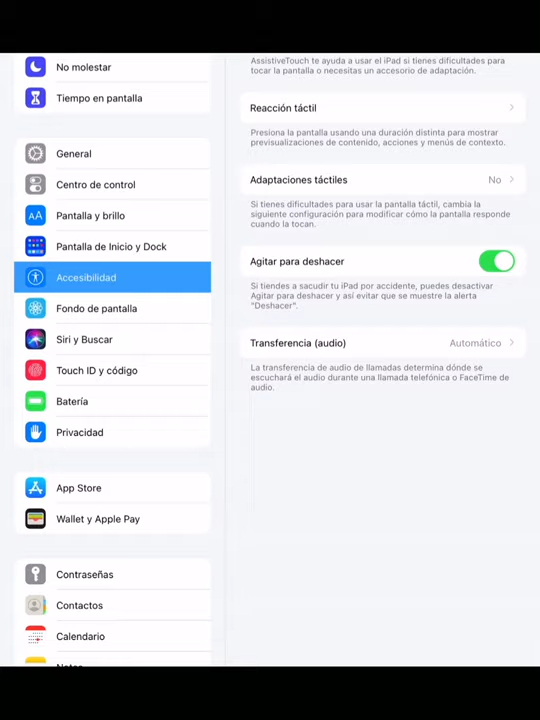 No molestar
Tiempo en pantalla
General
Centro de control
AA
Pantalla y brillo
Pantalla de Inicio y Dock
Accesibilidad
Fondo de pantalla
Siri y Buscar
Touch ID y código
Batería
Privacidad
App Store
Wallet y Apple Pay
Contraseñas
Contactos
Calendario
Notas
AssistiveTouch te ayuda a usar el iPad si tienes dificultades para
tocar la pantalla o necesitas un accesorio de adaptación.
Reacción táctil
Presiona la pantalla usando una duración distinta para mostrar
previsualizaciones de contenido, acciones y menús de contexto.
Adaptaciones táctiles No
Si tienes dificultades para usar la pantalla táctil, cambia la
siguiente configuración para modificar cómo la pantalla responde
cuando la tocan.
Agitar para deshacer
Si tiendes a sacudir tu iPad por accidente, puedes desactivar
Agitar para deshacer y así evitar que se muestre la alerta
"Deshacer".
Transferencia (audio) Automático
La transferencia de audio de llamadas determina dónde se
escuchará el audio durante una llamada telefónica o FaceTime de
audio.